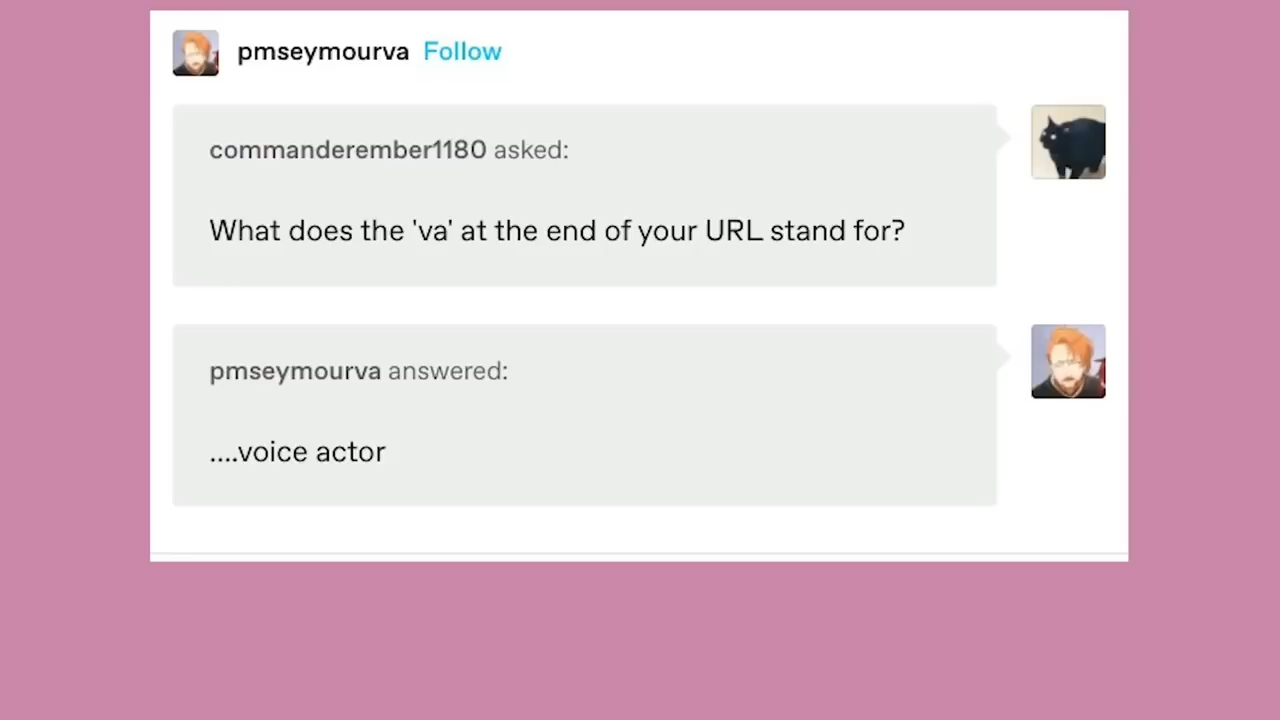 pmseymourva Follow
commanderember1180 asked:
What does the 'va' at the end of your URL stand for?
pmseymourva answered:
....voice actor